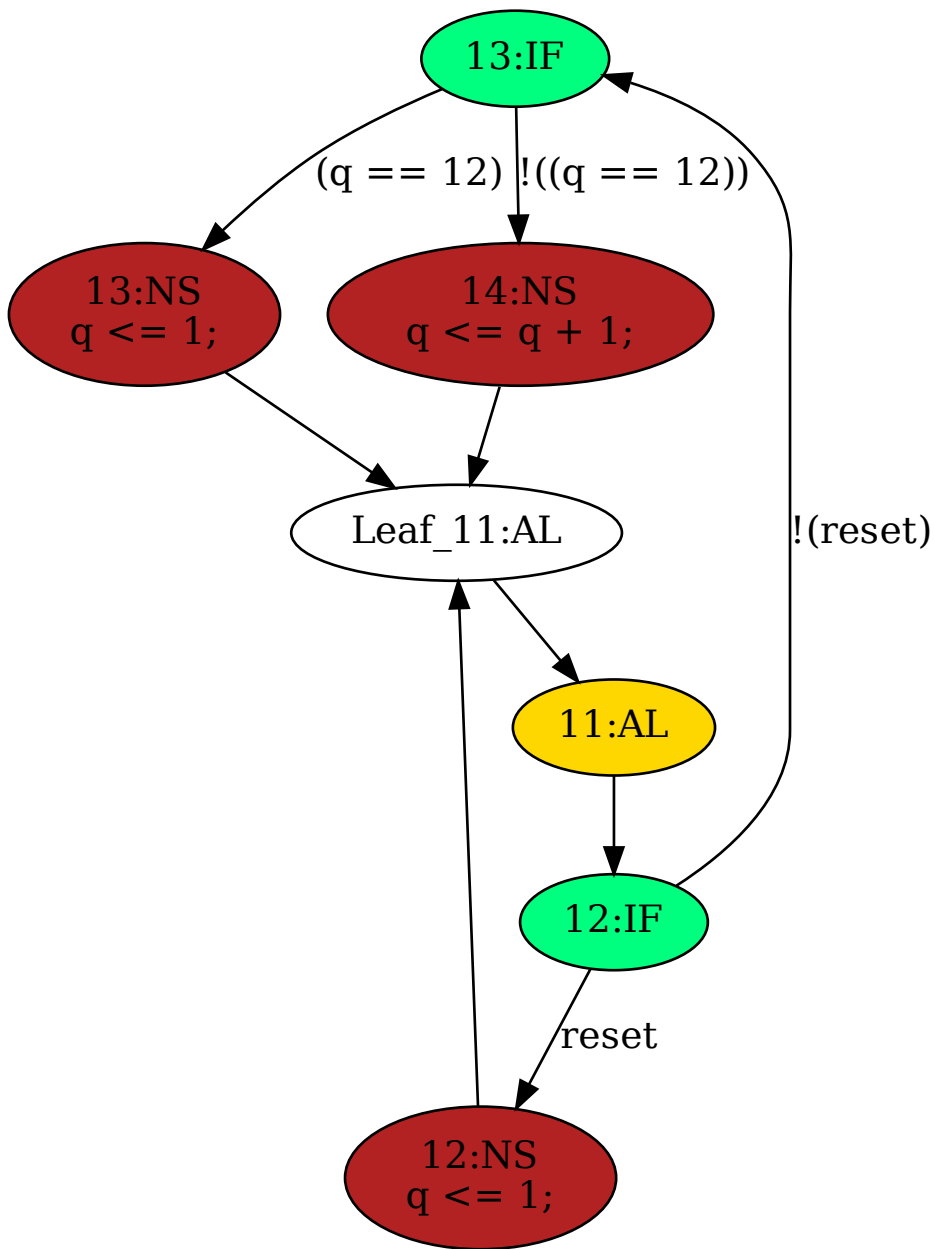 13:IF
(q == 12)
!((q == 12))
13:NS
q <= 1;
14:NS
q <= q + 1;
Leaf_11:AL
!(reset)
11:AL
12:IF
reset
12:NS
q <= 1;